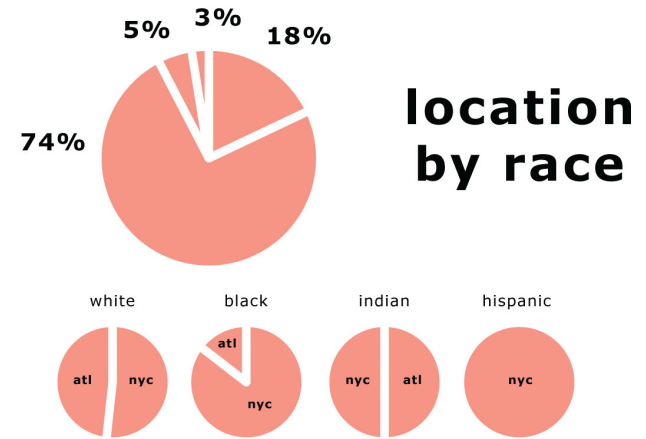 5%
3%
18%
74%
location
by race
white
black
indian
hispanic
atl
nyc
atl
nyc
nyc
atl
nyc